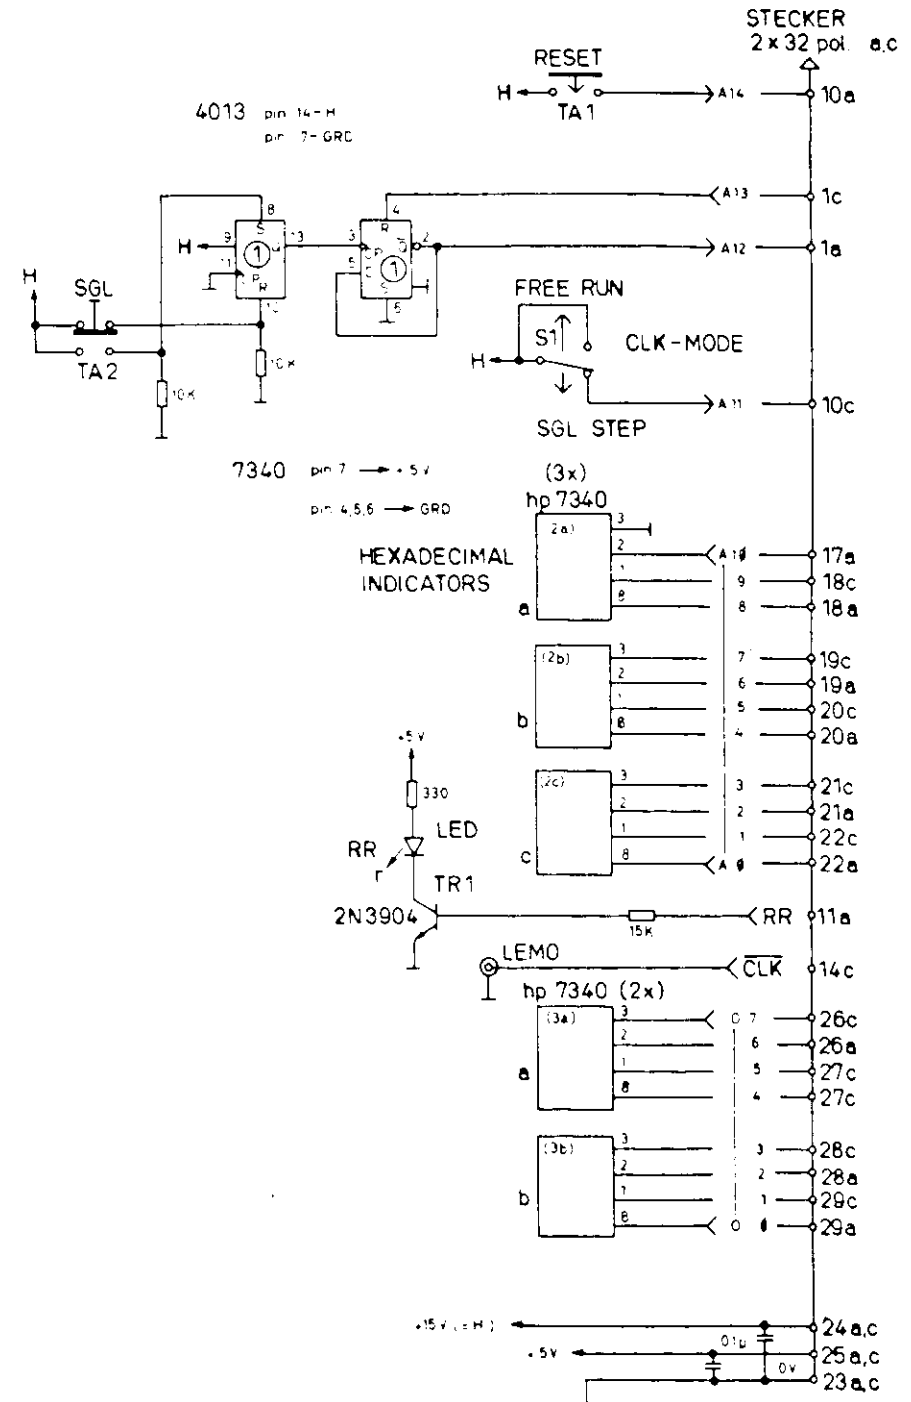 STECKER
2 x 32 pol. a,c
RESET
H
TA1
A14
10a
4013 pin 14-H
pin 7-GRD
A13
1c
8
S
9
H
11
13
1
P
R
10
4
R
3
5
CP
2
1
S
6
A12
1a
H
SGL
TA2
10K
10K
FREE RUN
S1
H
CLK-MODE
A11
10c
SGL STEP
7340 pin 7 → +5V
pin 4,5,6 → GRD
(3x)
hp 7340
HEXADECIMAL
INDICATORS
2a)
a
3
2 A10 17a
1 9 18c
8 8 18a
(2b)
b
3 7 19c
2 6 19a
1 5 20c
8 4 20a
(2c)
c
3 3 21c
2 2 21a
1 1 22c
8 A0 22a
+5V
330
LED
RR
r
TR1
2N3904
15K
RR
11a
LEMO
CLK
14c
hp 7340 (2x)
(3a)
a
3 O 7 26c
2 6 26a
1 5 27c
8 4 27c
(3b)
b
3 3 28c
2 2 28a
1 1 29c
8 O 0 29a
+15V (=H)
24a,c
01µ
+5V
25a,c
0V
23a,c